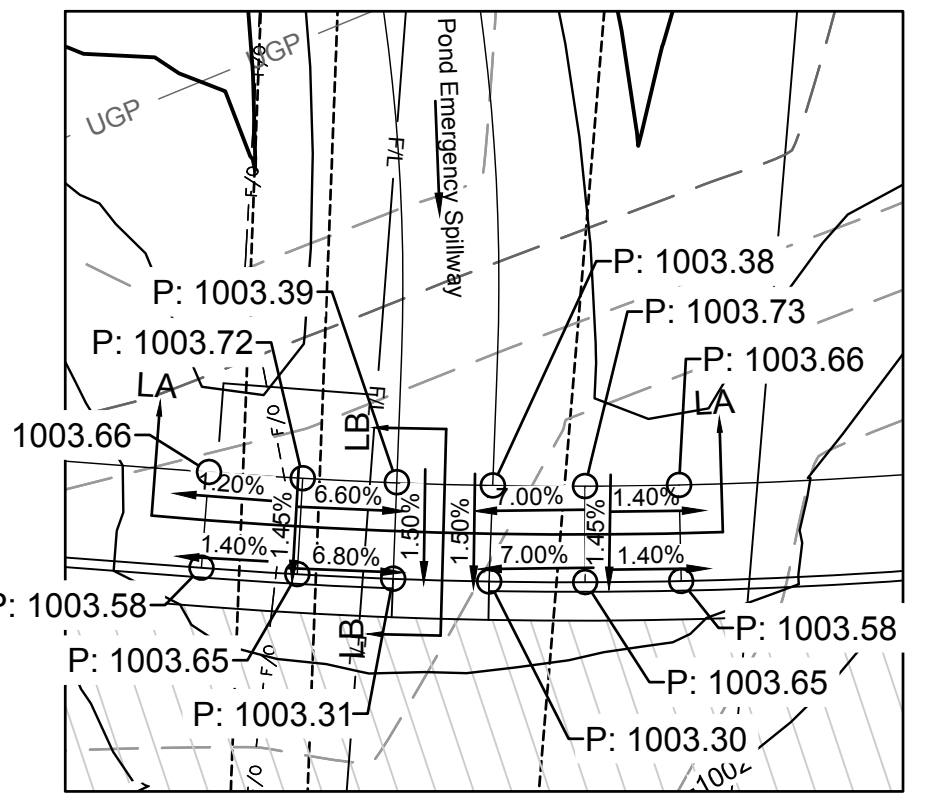 UGP
UGP
F/O
F/O
F/L
Pond Emergency Spillway
P: 1003.38
P: 1003.39
P: 1003.73
P: 1003.72
P: 1003.66
LA
LA
F/L
F/O
LB
1003.66
1.20%
6.60%
7.00%
1.40%
1.45%
1.50%
1.50%
1.45%
1.40%
6.80%
7.00%
1.40%
P: 1003.58
P: 1003.58
LB
P: 1003.65
F/O
P: 1003.65
P: 1003.31
P: 1003.30
F/O
1002